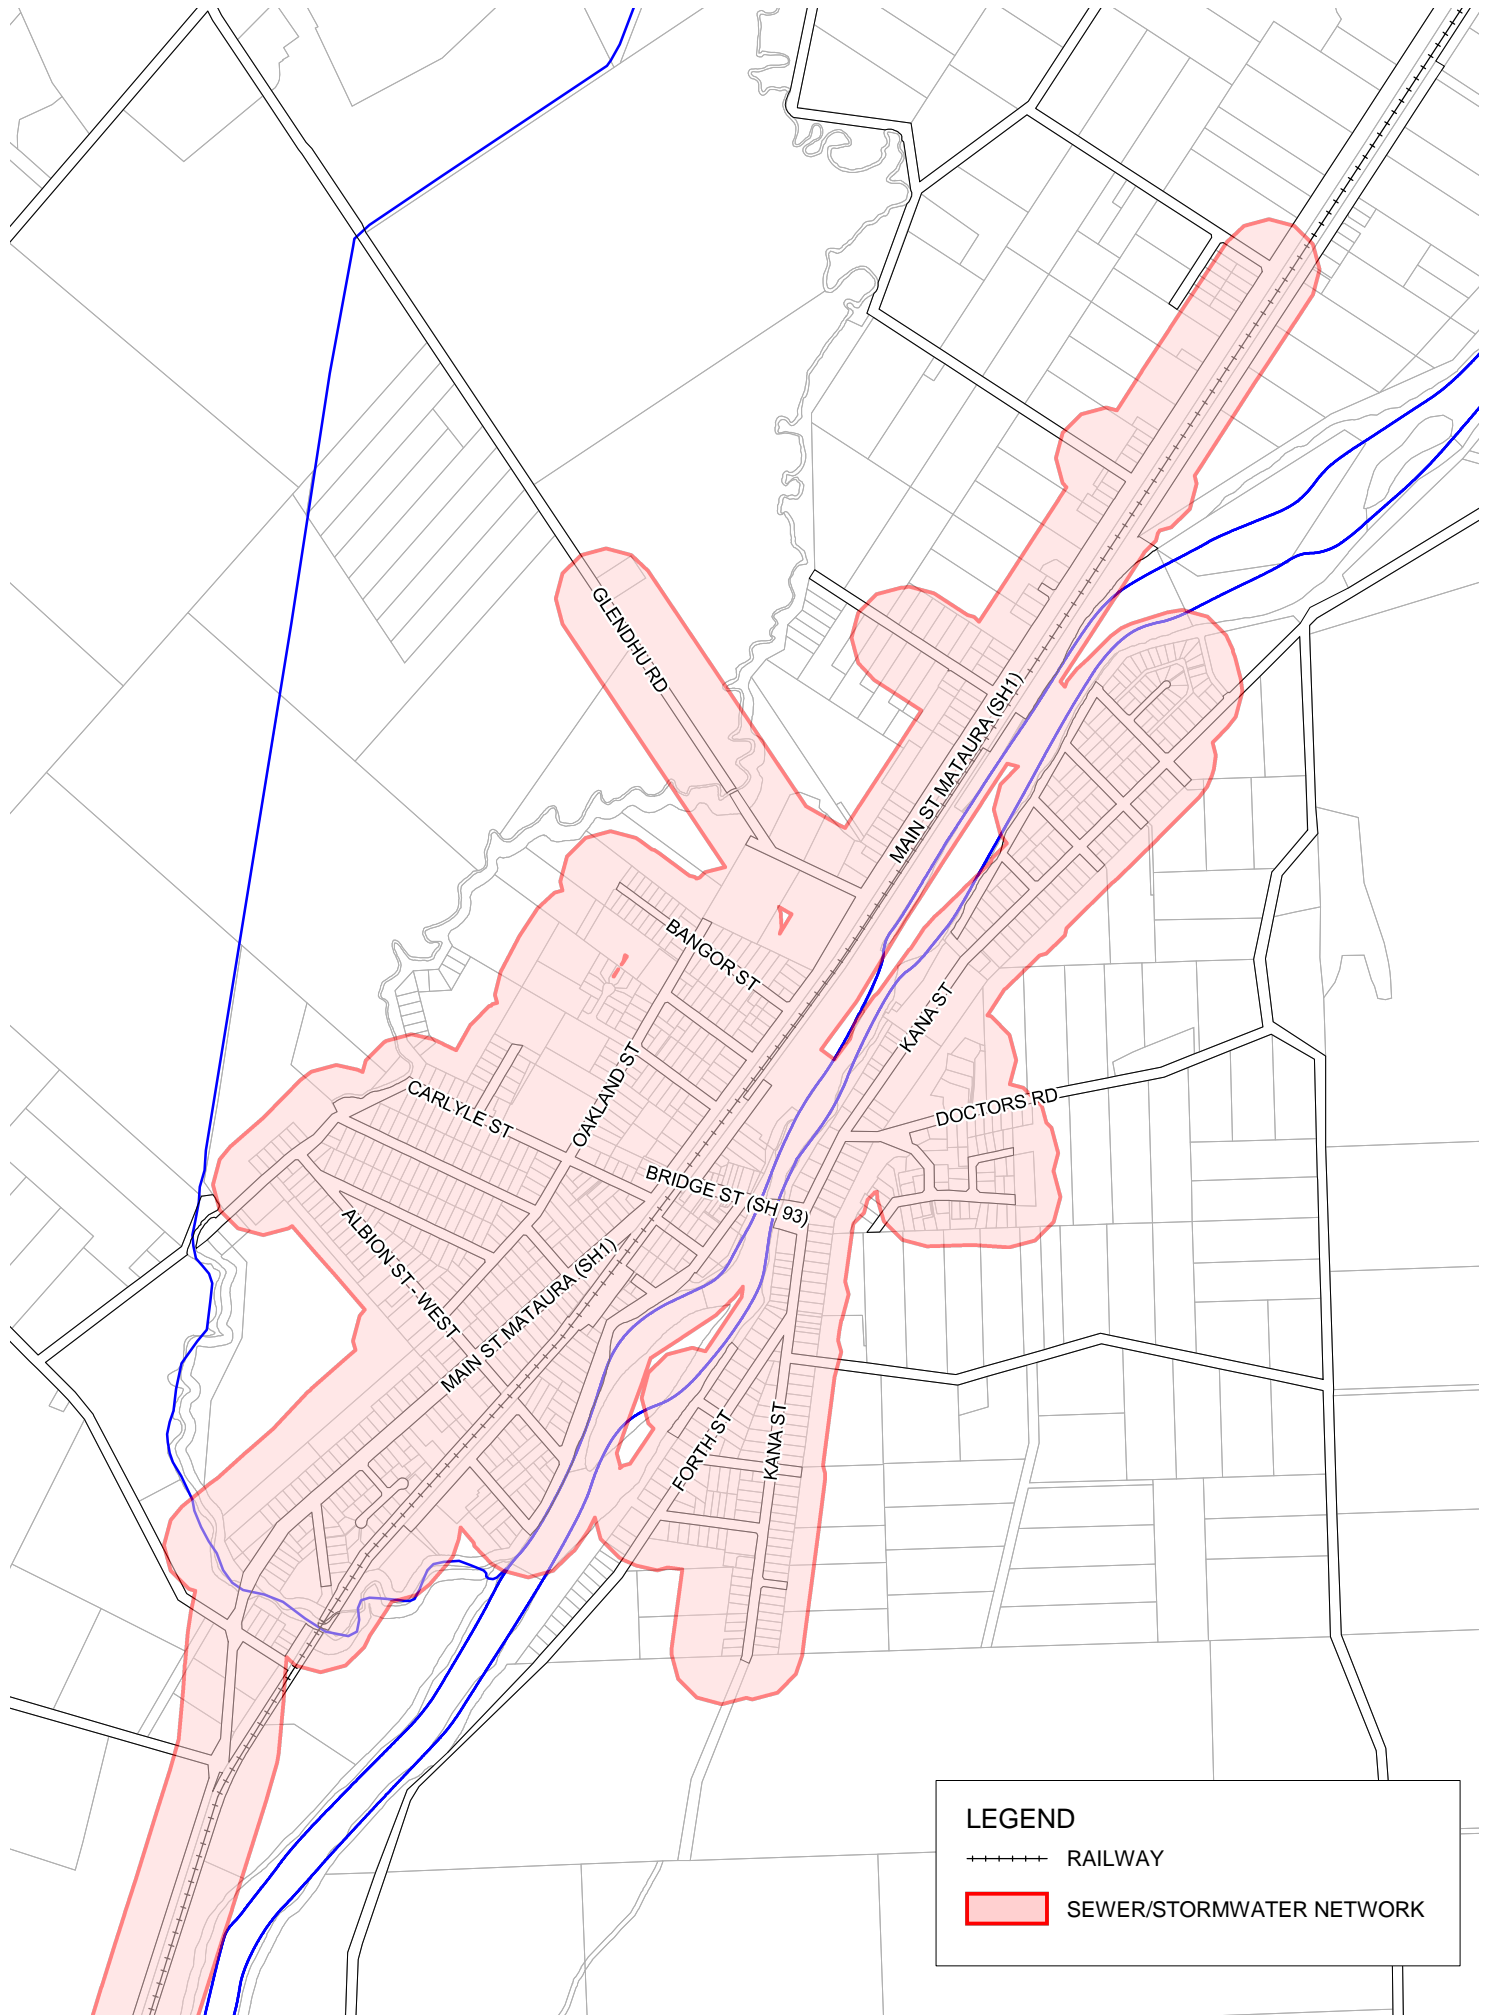 GLENDHU RD
MAIN ST MATAURA (SH1)
BANGOR ST
KANA ST
OAKLAND ST
CARLYLE ST
DOCTORS RD
BRIDGE ST (SH 93)
ALBION ST - WEST
MAIN ST MATAURA (SH1)
FORTH ST
KANA ST
LEGEND
RAILWAY
SEWER/STORMWATER NETWORK